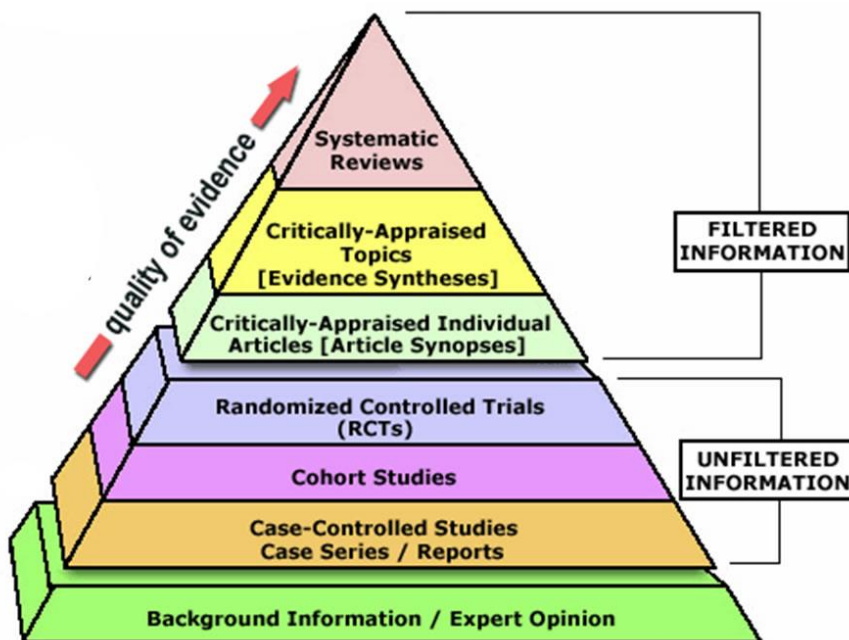 quality of evidence
Systematic
Reviews
Critically-Appraised
Topics
[Evidence Syntheses]
Critically-Appraised Individual
Articles [Article Synopses]
FILTERED
INFORMATION
Randomized Controlled Trials
(RCTs)
Cohort Studies
Case-Controlled Studies
Case Series / Reports
UNFILTERED
INFORMATION
Background Information / Expert Opinion